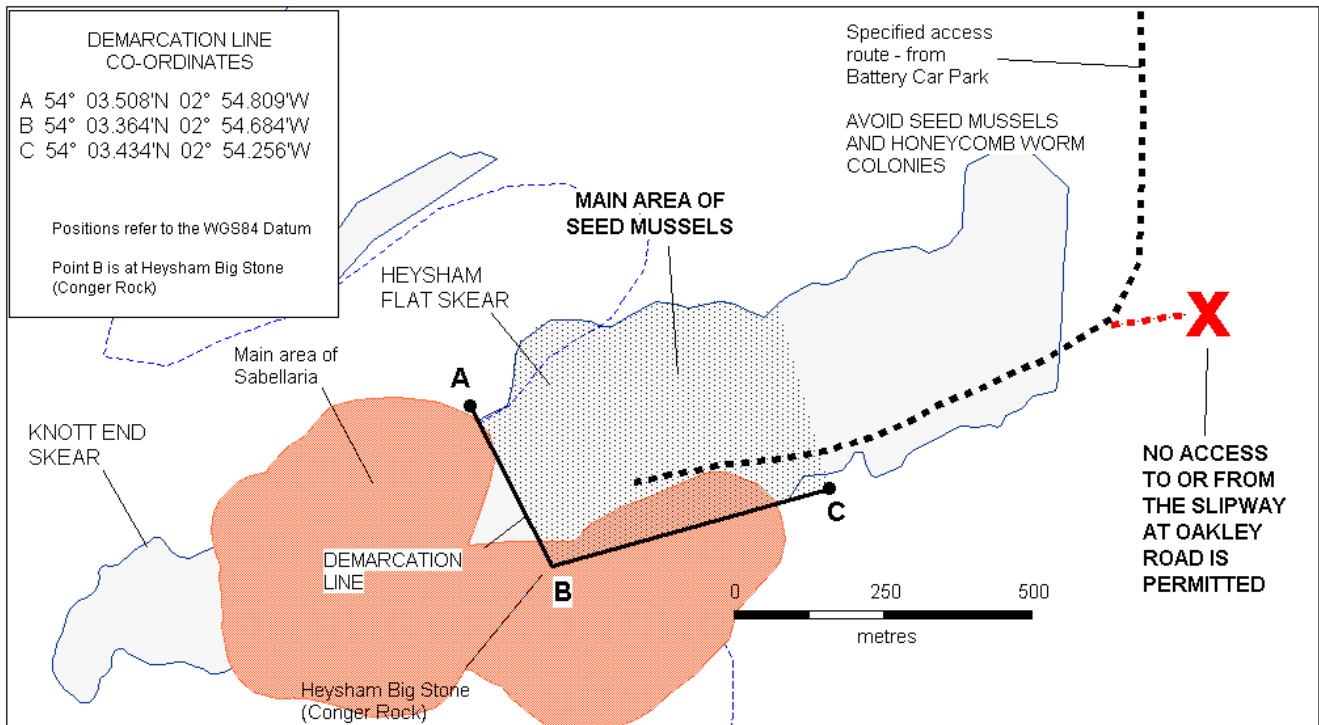 DEMARCATION LINE
CO-ORDINATES
A 54° 03.508'N 02° 54.809'W
B 54° 03.364'N 02° 54.684'W
C 54° 03.434'N 02° 54.256'W
Positions refer to the WGS84 Datum
Point B is at Heysham Big Stone
(Conger Rock)
Specified access
route - from
Battery Car Park
AVOID SEED MUSSELS
AND HONEYCOMB WORM
COLONIES
MAIN AREA OF
SEED MUSSELS
HEYSHAM
FLAT SKEAR
Main area of
Sabellaria
A
X
KNOTT END
SKEAR
NO ACCESS
TO OR FROM
THE SLIPWAY
AT OAKLEY
ROAD IS
PERMITTED
C
DEMARCATION
LINE
B
0 250 500
metres
Heysham Big Stone
(Conger Rock)